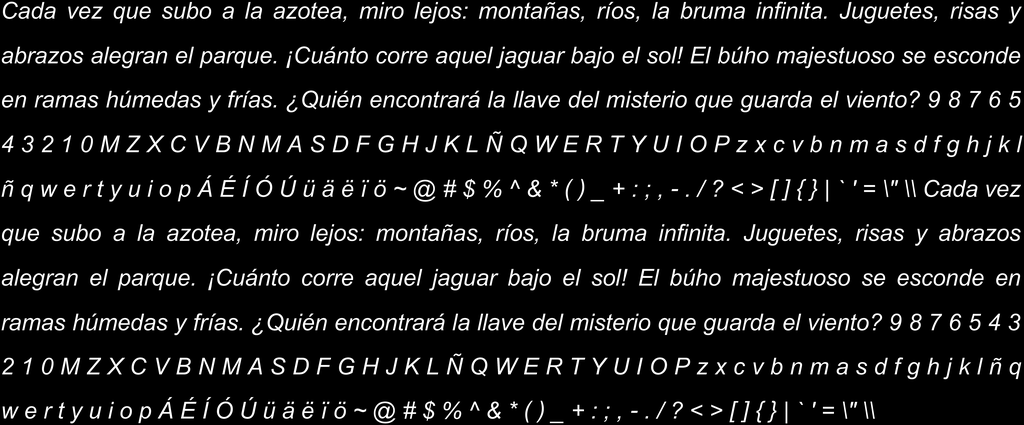 Cada vez que subo a la azotea, miro lejos: montañas, ríos, la bruma infinita. Juguetes, risas y
abrazos alegran el parque. ¡Cuánto corre aquel jaguar bajo el sol! El búho majestuoso se esconde
en ramas húmedas y frías. ¿Quién encontrará la llave del misterio que guarda el viento? 9 8 7 6 5
4 3 2 1 0 M Z X C V B N M A S D F G H J K L Ñ Q W E R T Y U I O P z x c v b n m a s d f g h j k l
ñ q w e r t y u i o p Á É Í Ó Ú ü ä ë ï ö ~ @ # $ % ^ & * ( ) _ + : ; , - . / ? < > [ ] { } | ` ' = \" \\ Cada vez
que subo a la azotea, miro lejos: montañas, ríos, la bruma infinita. Juguetes, risas y abrazos
alegran el parque. ¡Cuánto corre aquel jaguar bajo el sol! El búho majestuoso se esconde en
ramas húmedas y frías. ¿Quién encontrará la llave del misterio que guarda el viento? 9 8 7 6 5 4 3
2 1 0 M Z X C V B N M A S D F G H J K L Ñ Q W E R T Y U I O P z x c v b n m a s d f g h j k l ñ q
w e r t y u i o p Á É Í Ó Ú ü ä ë ï ö ~ @ # $ % ^ & * ( ) _ + : ; , - . / ? < > [ ] { } | ` ' = \" \\